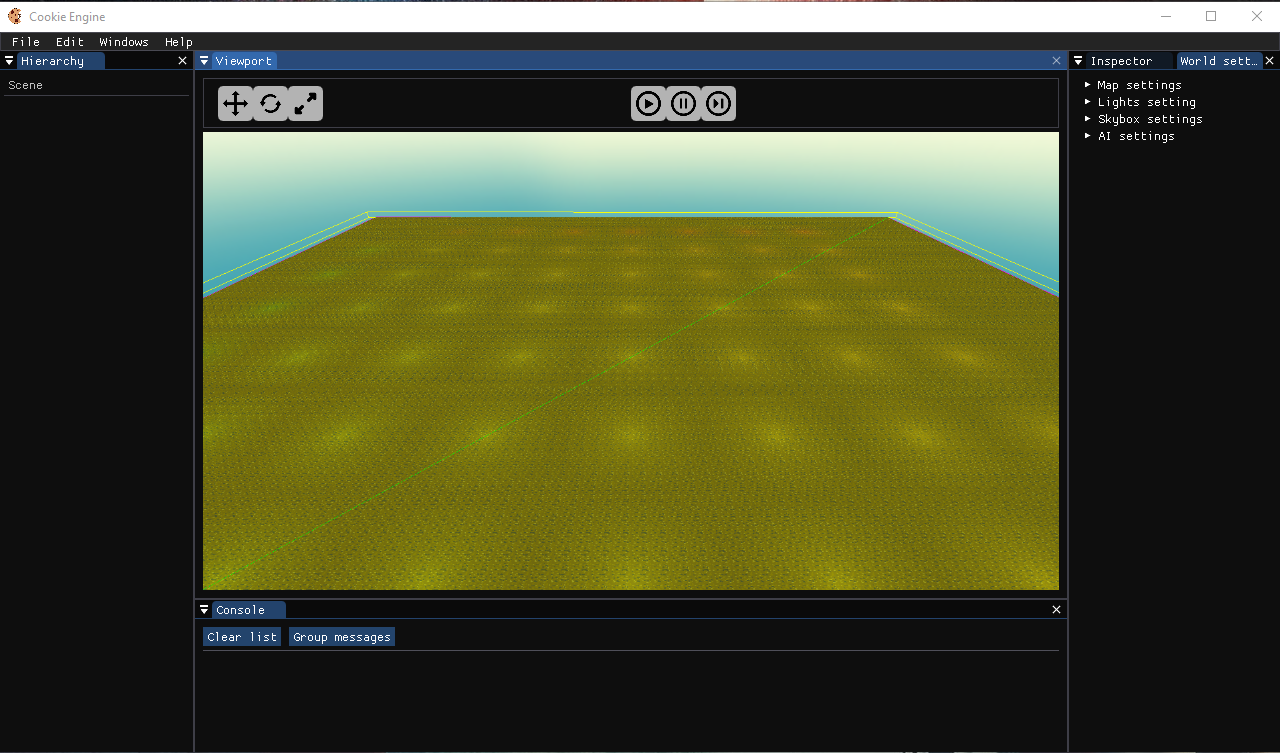 Cookie Engine
File Edit Windows Help
Hierarchy
Scene
Viewport
Inspector World sett…
Map settings
Lights setting
Skybox settings
AI settings
Console
Clear list Group messages